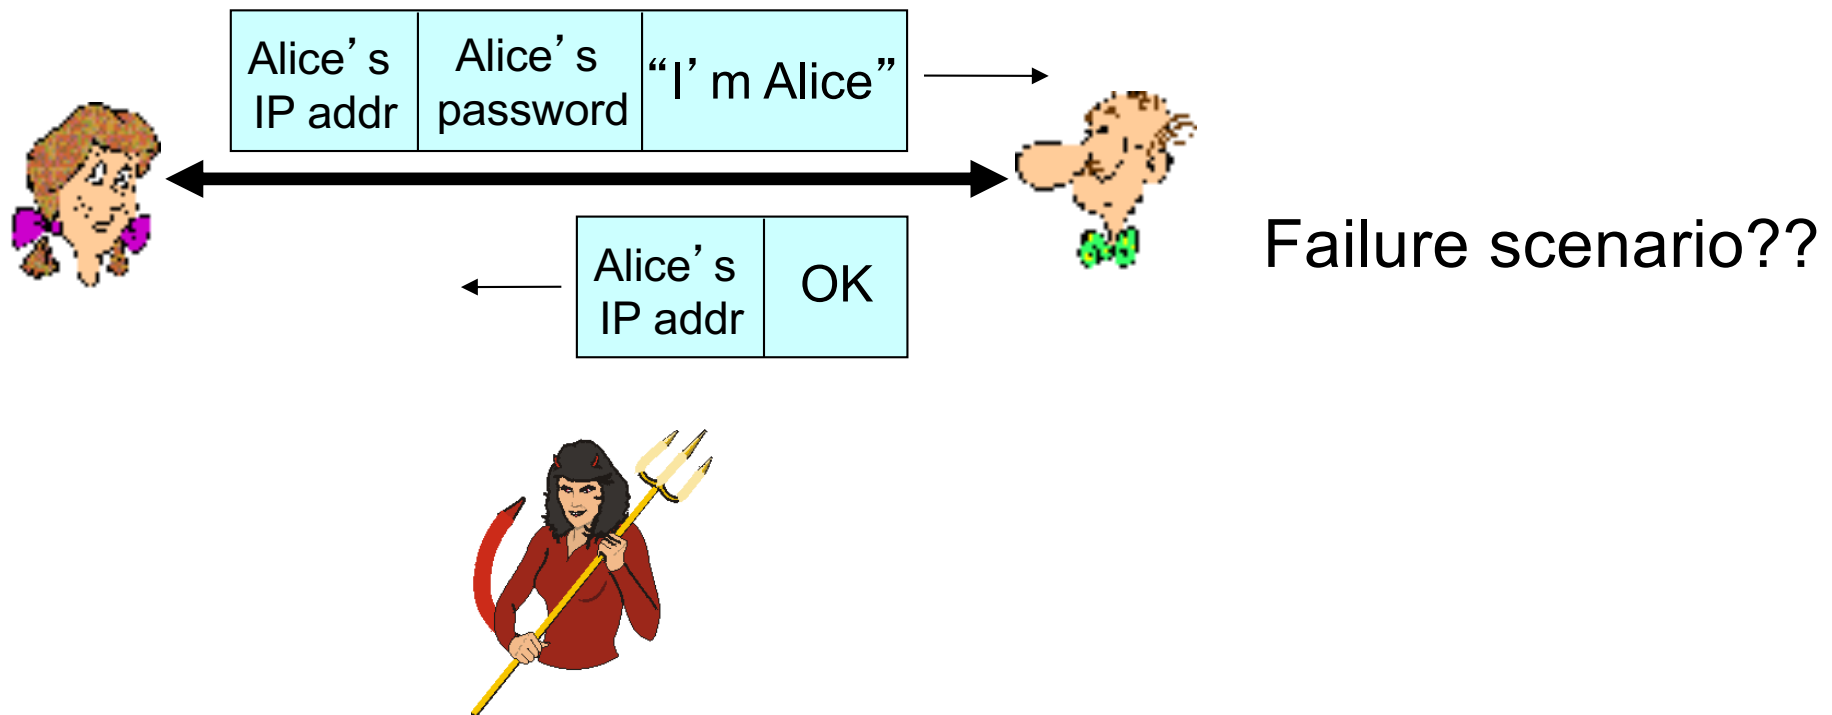 Alice’s
IP addr
Alice’s
password
“I’m Alice”
Alice’s
IP addr
OK
Failure scenario??